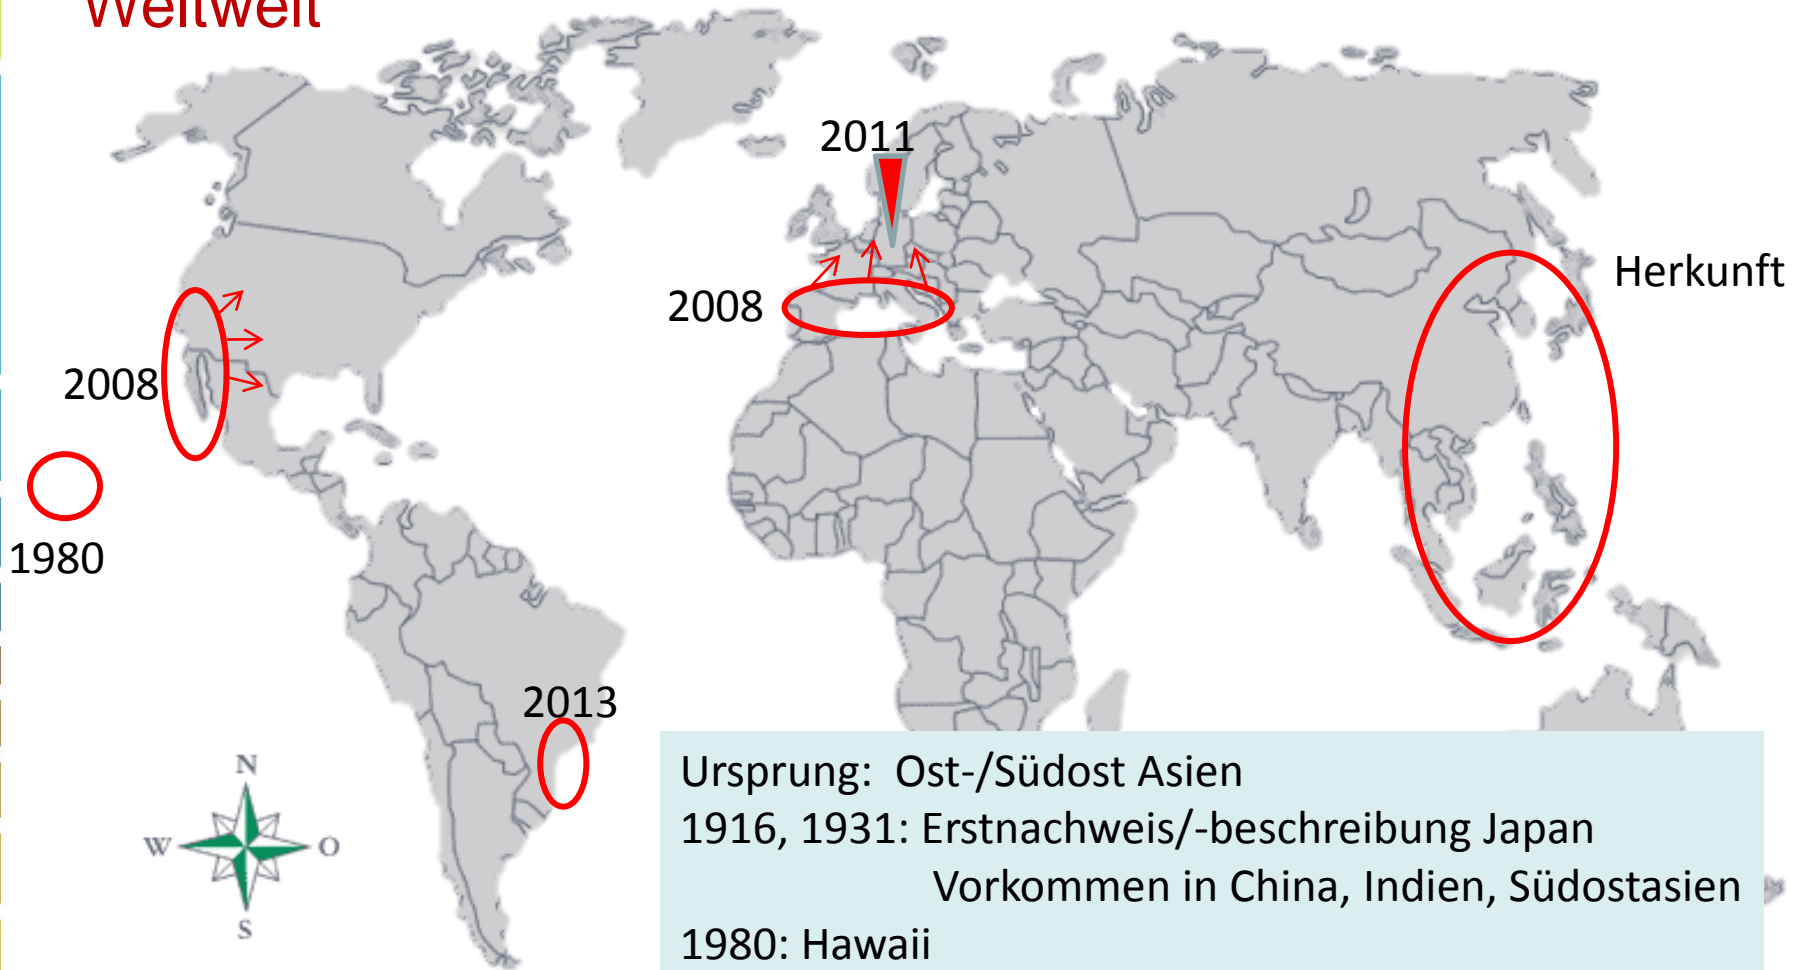 Weltweit
2011
Herkunft
2008
2008
1980
2013
N
W
O
S
Ursprung: Ost-/Südost Asien
1916, 1931: Erstnachweis/-beschreibung Japan
Vorkommen in China, Indien, Südostasien
1980: Hawaii